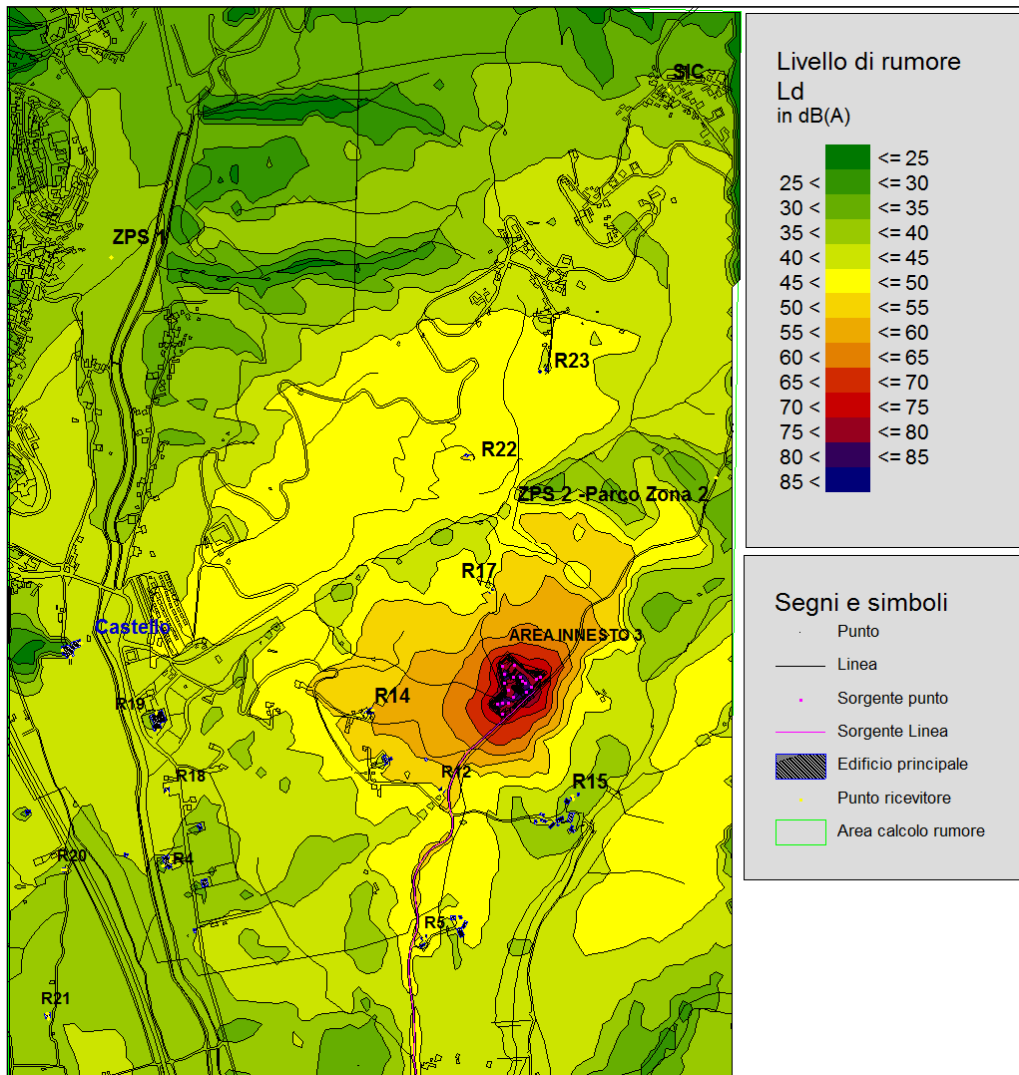 SIC
ZPS 1
R23
R22
ZPS 2 -Parco Zona 2
R17
Castello
AREA INNESTO 3
R14
R19
R18
R12
R15
R20
R4
R5
R21
Livello di rumore
Ld
in dB(A)
<= 25
25 < <= 30
30 < <= 35
35 < <= 40
40 < <= 45
45 < <= 50
50 < <= 55
55 < <= 60
60 < <= 65
65 < <= 70
70 < <= 75
75 < <= 80
80 < <= 85
85 <
Segni e simboli
Punto
Linea
Sorgente punto
Sorgente Linea
Edificio principale
Punto ricevitore
Area calcolo rumore